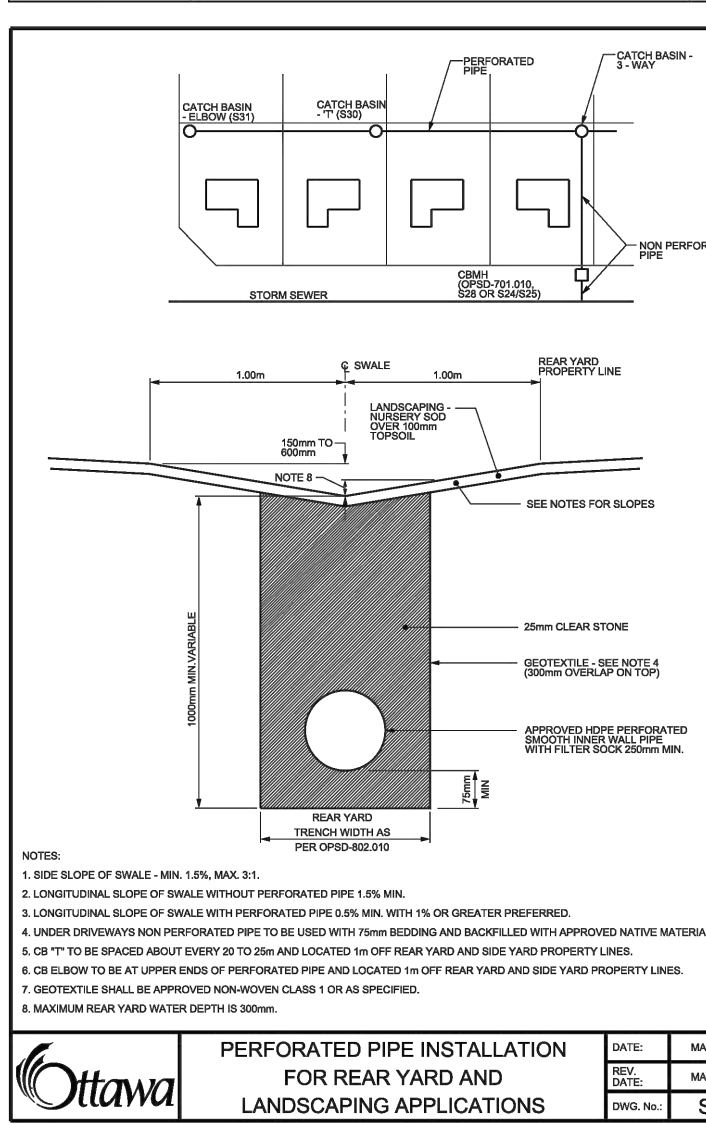 PERFORATED
PIPE
CATCH BASIN -
3 - WAY
CATCH BASIN
- ELBOW (S31)
CATCH BASIN
- 'T' (S30)
NON PERFOR
PIPE
CBMH
(OPSD-701.010,
S28 OR S24/S25)
STORM SEWER
℄ SWALE
REAR YARD
PROPERTY LINE
1.00m
1.00m
LANDSCAPING -
NURSERY SOD
OVER 100mm
TOPSOIL
150mm TO
600mm
NOTE 8
SEE NOTES FOR SLOPES
1000mm MIN.VARIABLE
25mm CLEAR STONE
GEOTEXTILE - SEE NOTE 4
(300mm OVERLAP ON TOP)
APPROVED HDPE PERFORATED
SMOOTH INNER WALL PIPE
WITH FILTER SOCK 250mm MIN.
75mm
MIN
REAR YARD
TRENCH WIDTH AS
PER OPSD-802.010
NOTES:
1. SIDE SLOPE OF SWALE - MIN. 1.5%, MAX. 3:1.
2. LONGITUDINAL SLOPE OF SWALE WITHOUT PERFORATED PIPE 1.5% MIN.
3. LONGITUDINAL SLOPE OF SWALE WITH PERFORATED PIPE 0.5% MIN. WITH 1% OR GREATER PREFERRED.
4. UNDER DRIVEWAYS NON PERFORATED PIPE TO BE USED WITH 75mm BEDDING AND BACKFILLED WITH APPROVED NATIVE MATERIA
5. CB "T" TO BE SPACED ABOUT EVERY 20 TO 25m AND LOCATED 1m OFF REAR YARD AND SIDE YARD PROPERTY LINES.
6. CB ELBOW TO BE AT UPPER ENDS OF PERFORATED PIPE AND LOCATED 1m OFF REAR YARD AND SIDE YARD PROPERTY LINES.
7. GEOTEXTILE SHALL BE APPROVED NON-WOVEN CLASS 1 OR AS SPECIFIED.
8. MAXIMUM REAR YARD WATER DEPTH IS 300mm.
Ottawa
PERFORATED PIPE INSTALLATION
FOR REAR YARD AND
LANDSCAPING APPLICATIONS
DATE: MA
REV.
DATE: MA
DWG. No.: S